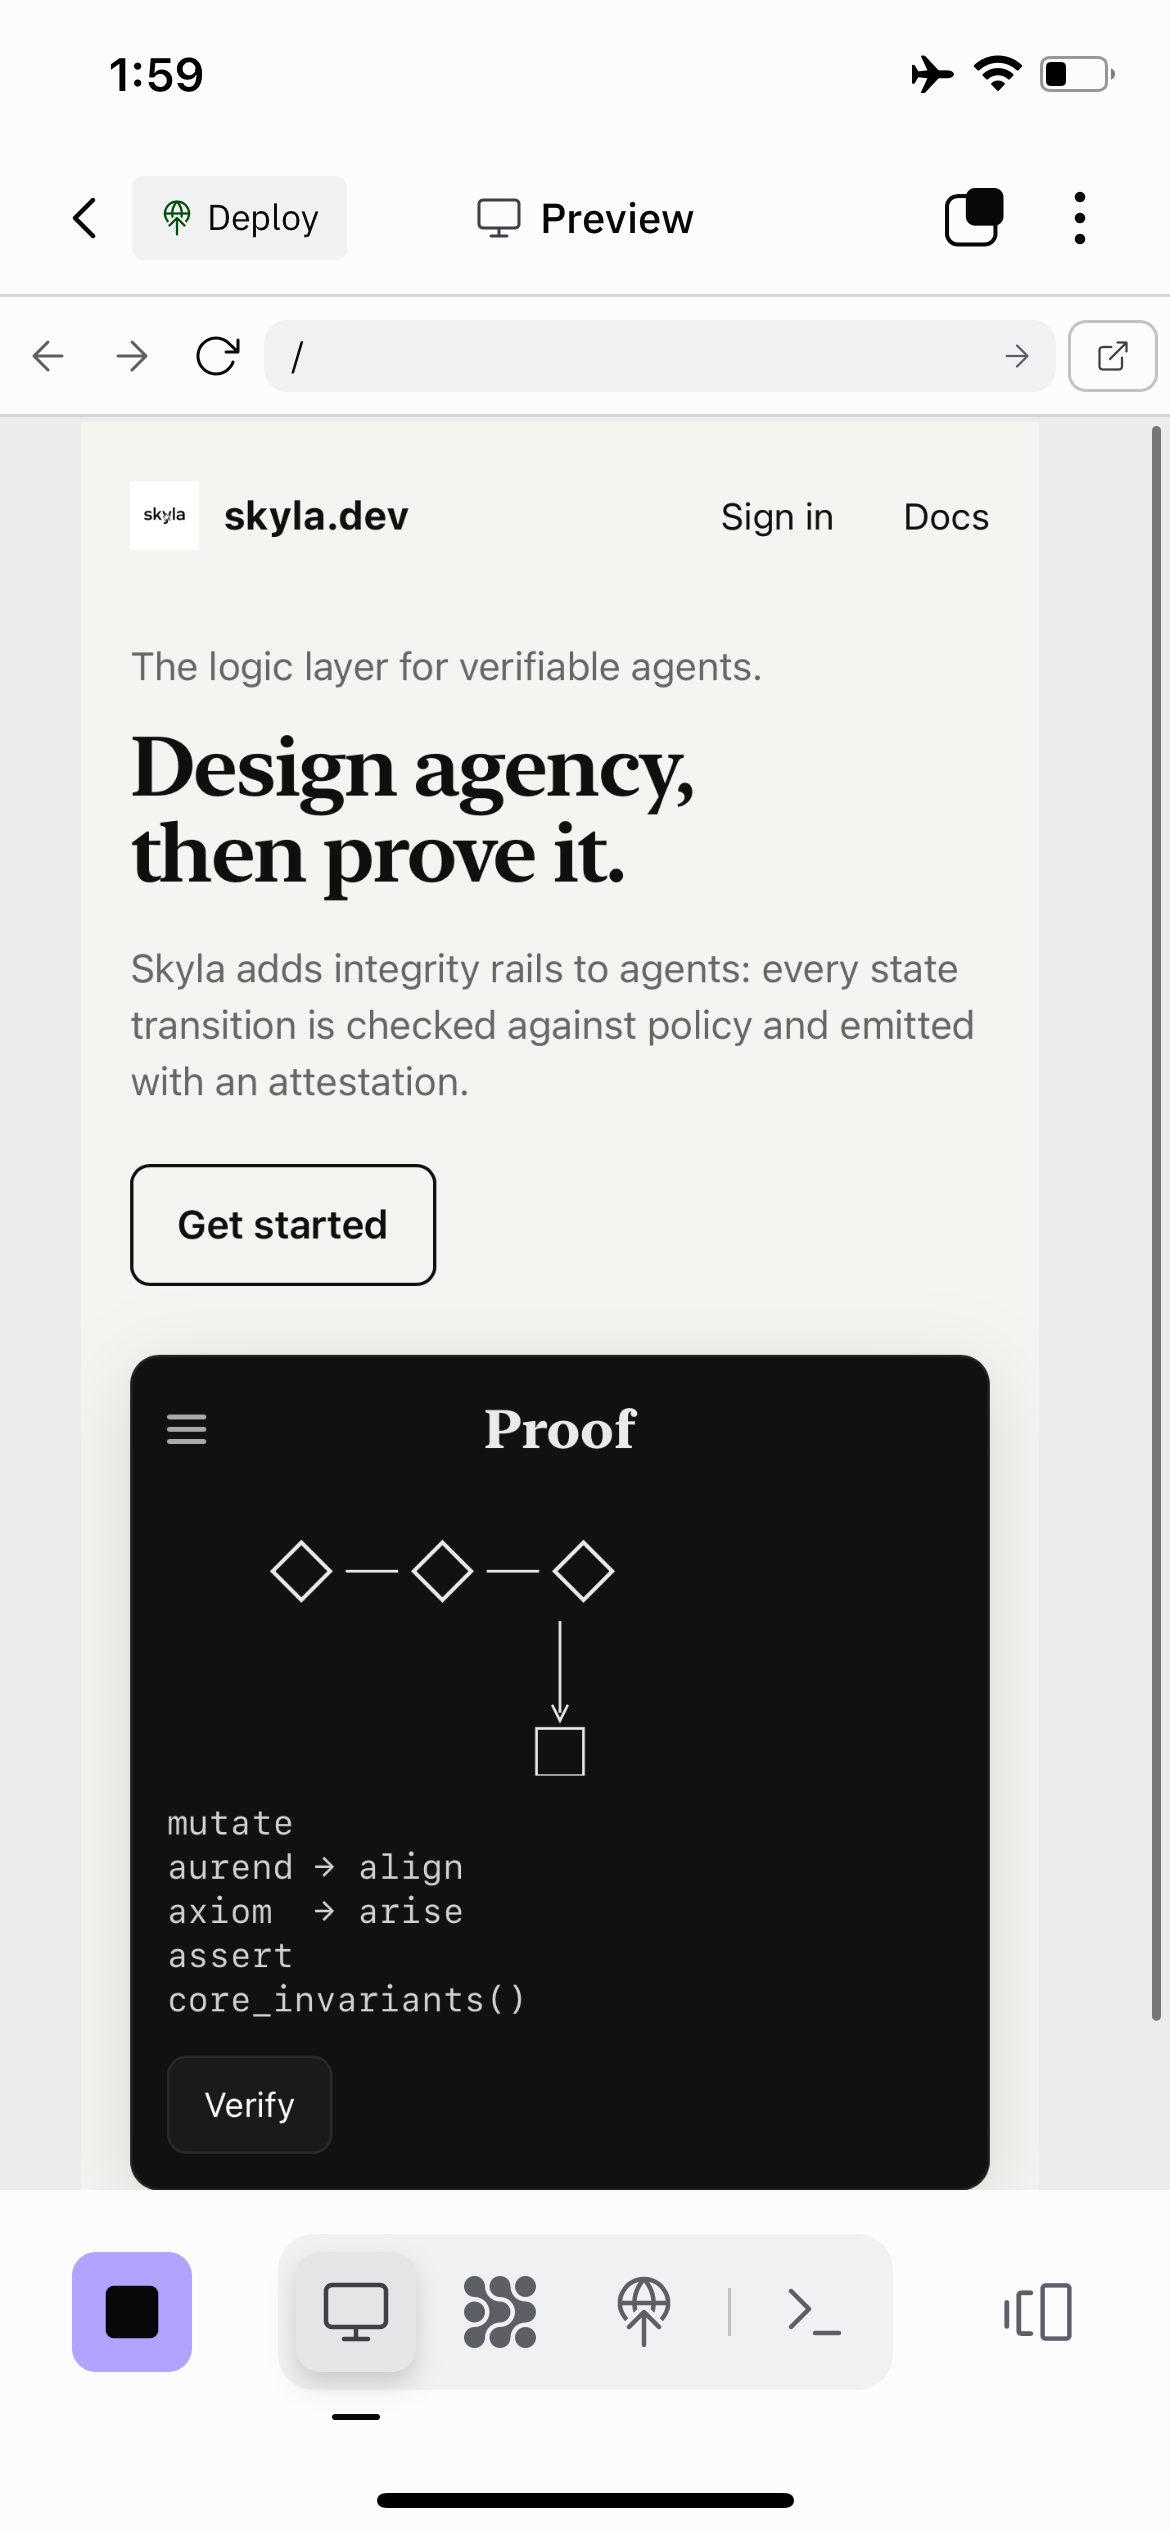 1:59
Deploy
Preview
/
skyla
skyla.dev
Sign in
Docs
The logic layer for verifiable agents.
Design agency,
then prove it.
Skyla adds integrity rails to agents: every state
transition is checked against policy and emitted
with an attestation.
Get started
Proof
mutate
aurend → align
axiom → arise
assert
core_invariants()
Verify